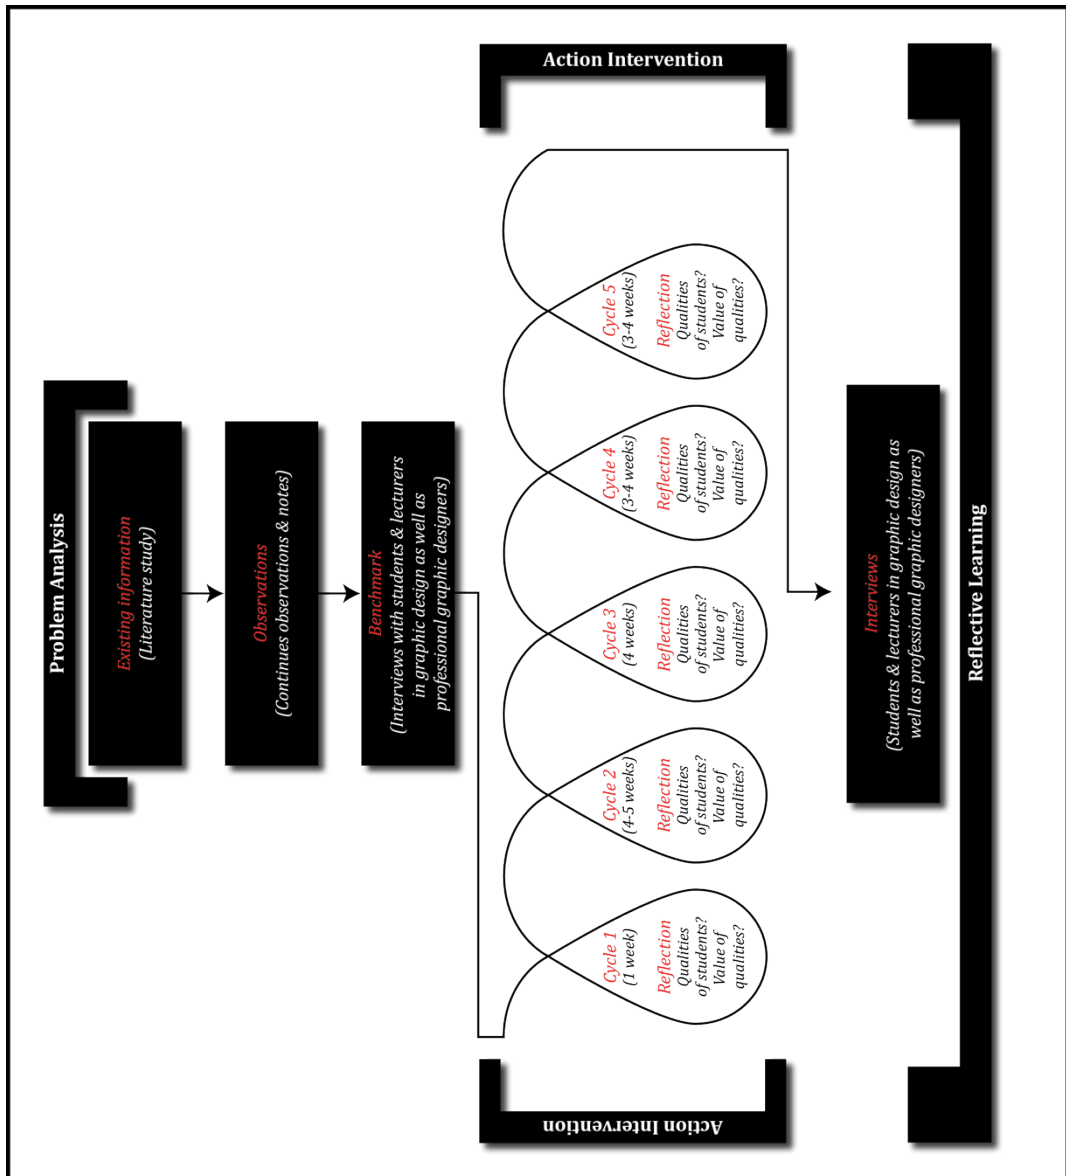 Problem Analysis
Existing information
(Literature study)
Observations
(Continues observations & notes)
Benchmark
(Interviews with students & lecturers
in graphic design as well as
professional graphic designers)
Action Intervention
Cycle 1
(1 week)
Reflection
Qualities
of students?
Value of
qualities?
Cycle 2
(4-5 weeks)
Reflection
Qualities
of students?
Value of
qualities?
Cycle 3
(4 weeks)
Reflection
Qualities
of students?
Value of
qualities?
Cycle 4
(3-4 weeks)
Reflection
Qualities
of students?
Value of
qualities?
Cycle 5
(3-4 weeks)
Reflection
Qualities
of students?
Value of
qualities?
Action Intervention
Interviews
(Students & lecturers in graphic design as
well as professional graphic designers)
Reflective Learning